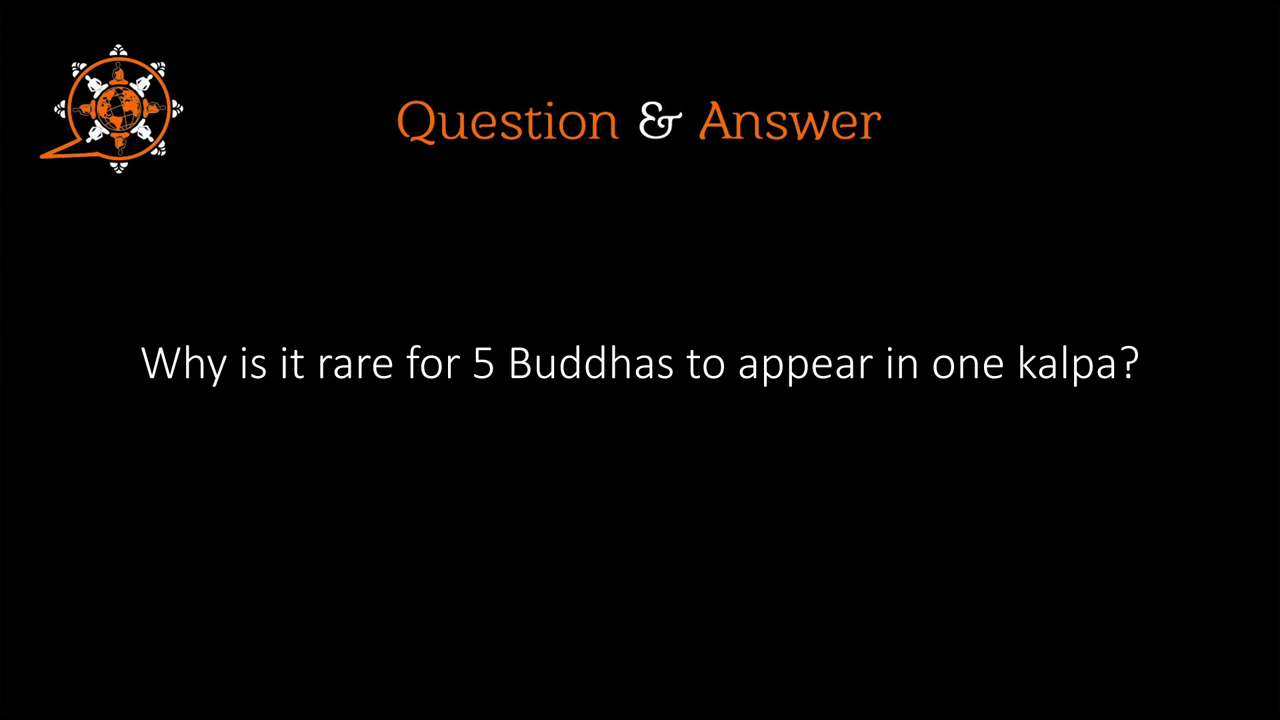 Question & Answer
Why is it rare for 5 Buddhas to appear in one kalpa?